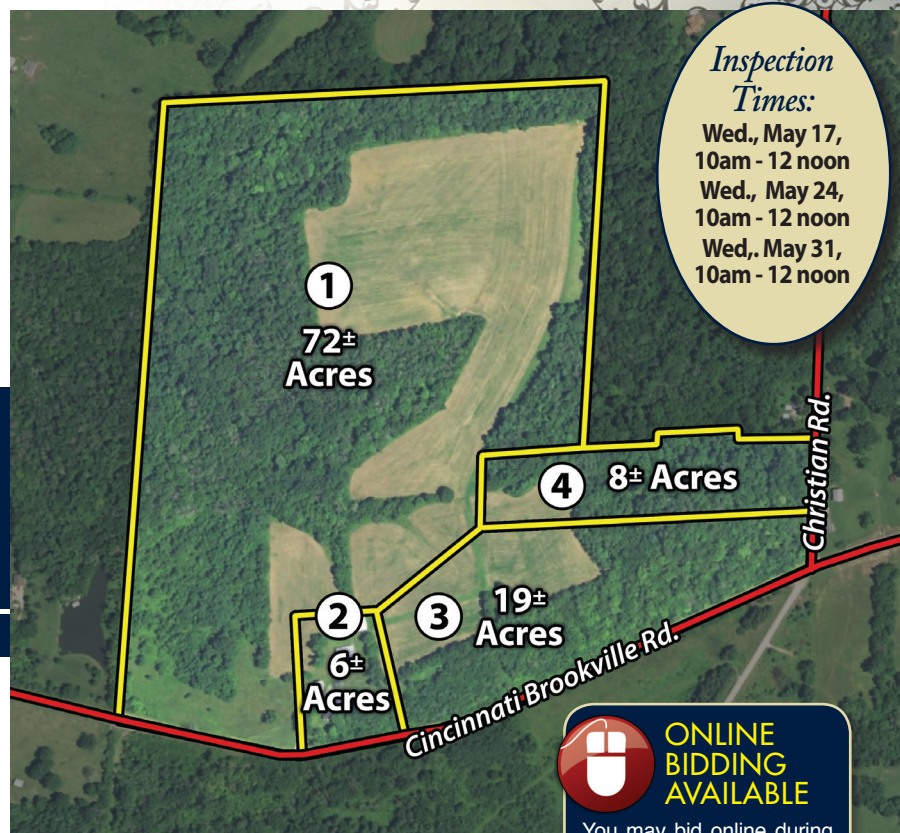 Inspection
Times:
Wed., May 17,
10am - 12 noon
Wed., May 24,
10am - 12 noon
Wed,. May 31,
10am - 12 noon
1
72± 
Acres
4
8± Acres
Christian Rd.
2
6±
Acres
3
19±
Acres
Cincinnati Brookville Rd.
ONLINE
BIDDING
AVAILABLE
You may bid online during